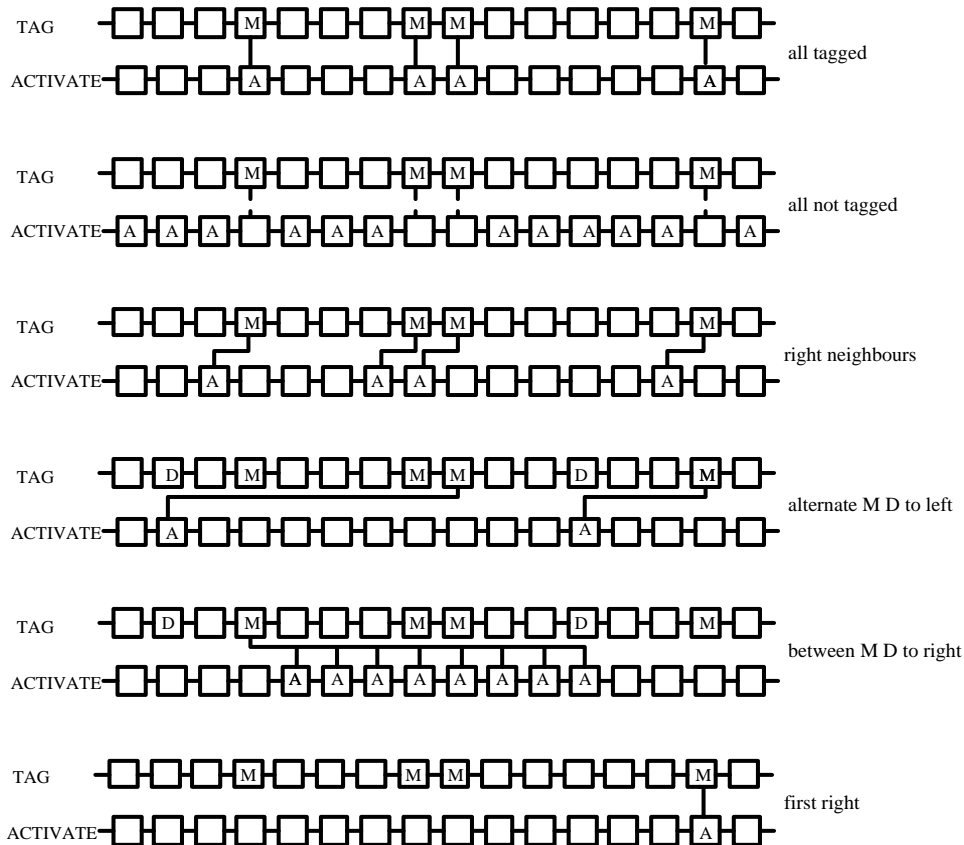 TAG M M M M
all tagged
ACTIVATE A A A A
TAG M M M M
all not tagged
ACTIVATE A A A A A A A A A A A A
TAG M M M M
right neighbours
ACTIVATE A A A A
TAG D M M M D M
alternate M D to left
ACTIVATE A A
TAG D M M M D M
between M D to right
ACTIVATE A A A A A A A A
TAG M M M M
first right
ACTIVATE A